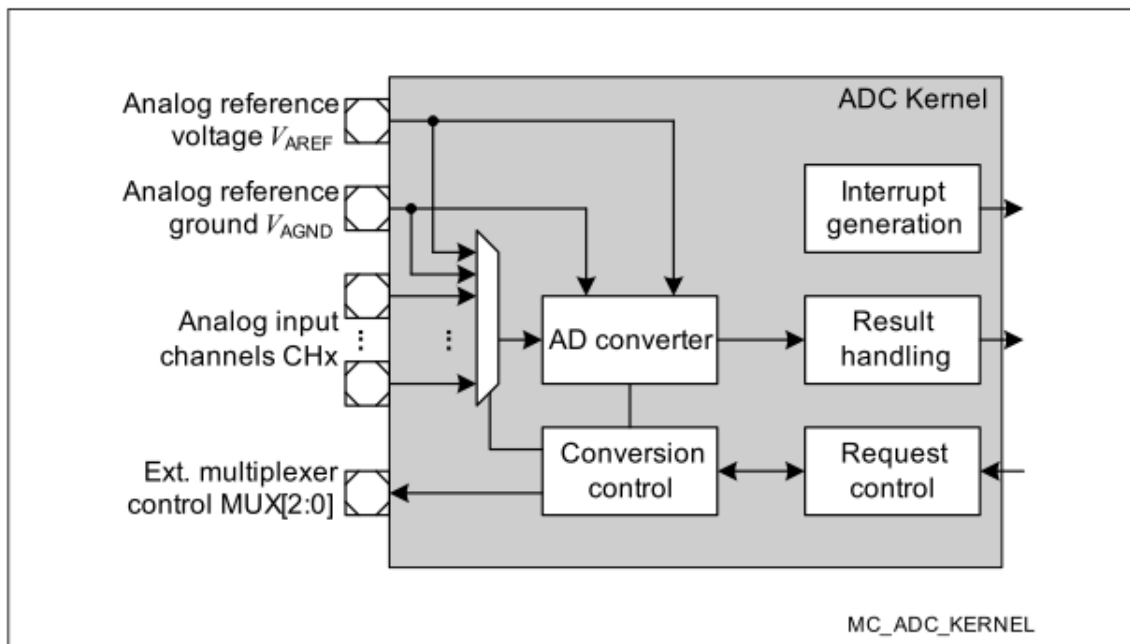 ADC Kernel
Analog reference
voltage VAREF
Analog reference
ground VAGND
Interrupt
generation
Analog input
channels CHx
AD converter
Result
handling
Ext. multiplexer
control MUX[2:0]
Conversion
control
Request
control
MC_ADC_KERNEL